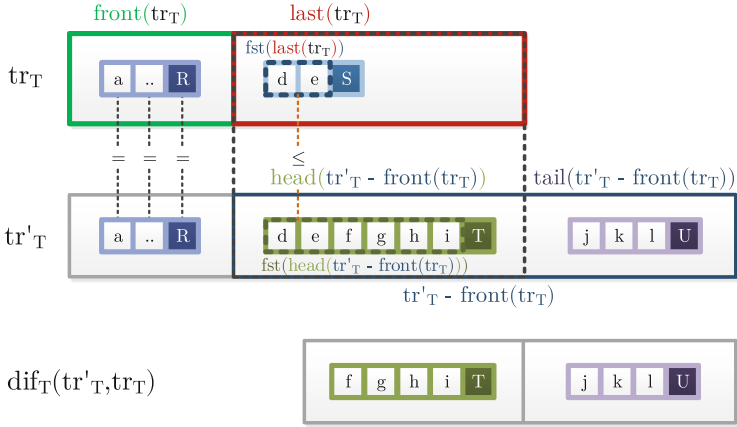 front(trT) last(trT)
fst(last(trT))
trT a .. R d e S
= = = ≤
head(tr'T - front(trT)) tail(tr'T - front(trT))
tr'T a .. R d e f g h i T j k l U
fst(head(tr'T - front(trT)))
tr'T - front(trT)
difT(tr'T,trT) f g h i T j k l U